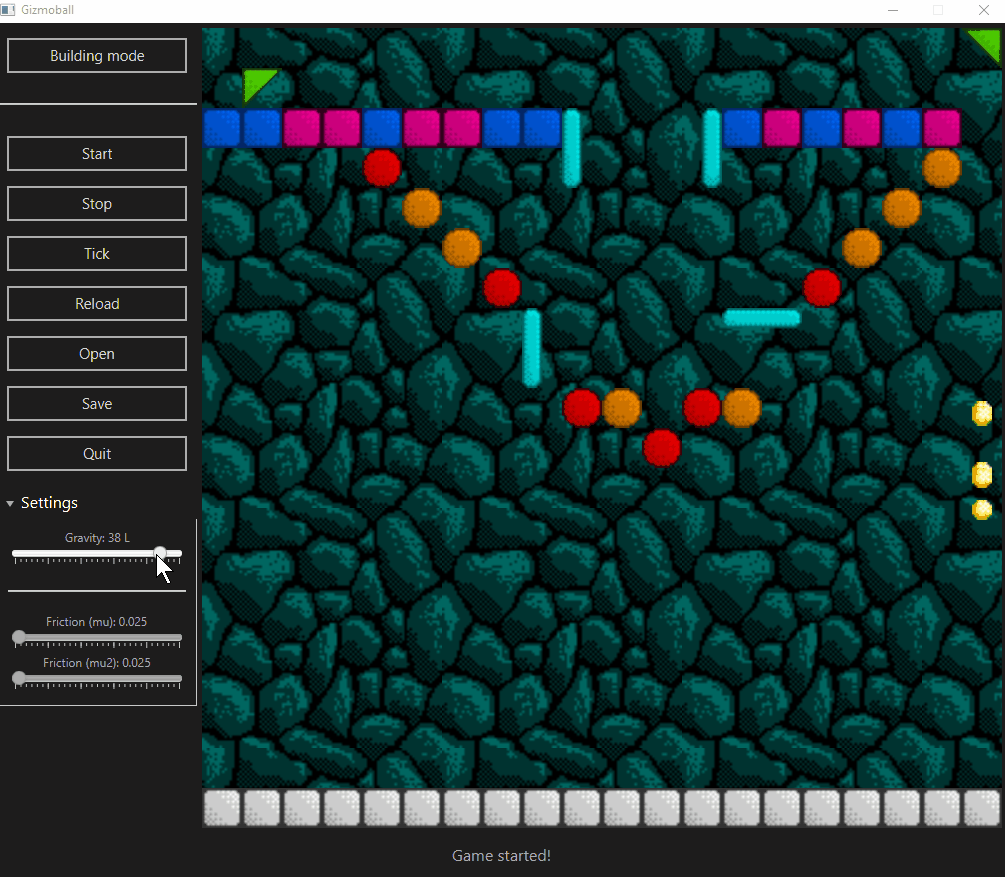 Gizmoball
Building mode
Start
Stop
Tick
Reload
Open
Save
Quit
Settings
Gravity: 38 L
Friction (mu): 0.025
Friction (mu2): 0.025
Game started!